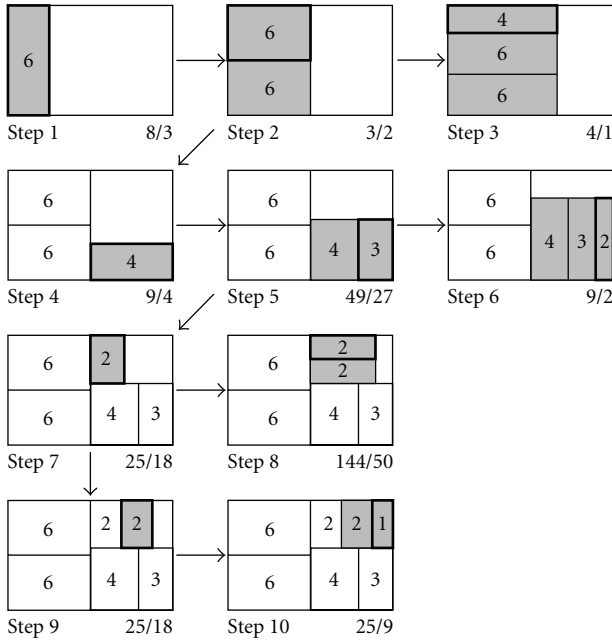 6
6
6
4
6
6
Step 1 8/3
Step 2 3/2
Step 3 4/1
6
6
4
6
6
4 3
6
6
4 3 2
Step 4 9/4
Step 5 49/27
Step 6 9/2
6 2
6 4 3
6 2
2
6 4 3
Step 7 25/18
Step 8 144/50
6 2 2
6 4 3
6 2 2 1
6 4 3
Step 9 25/18
Step 10 25/9